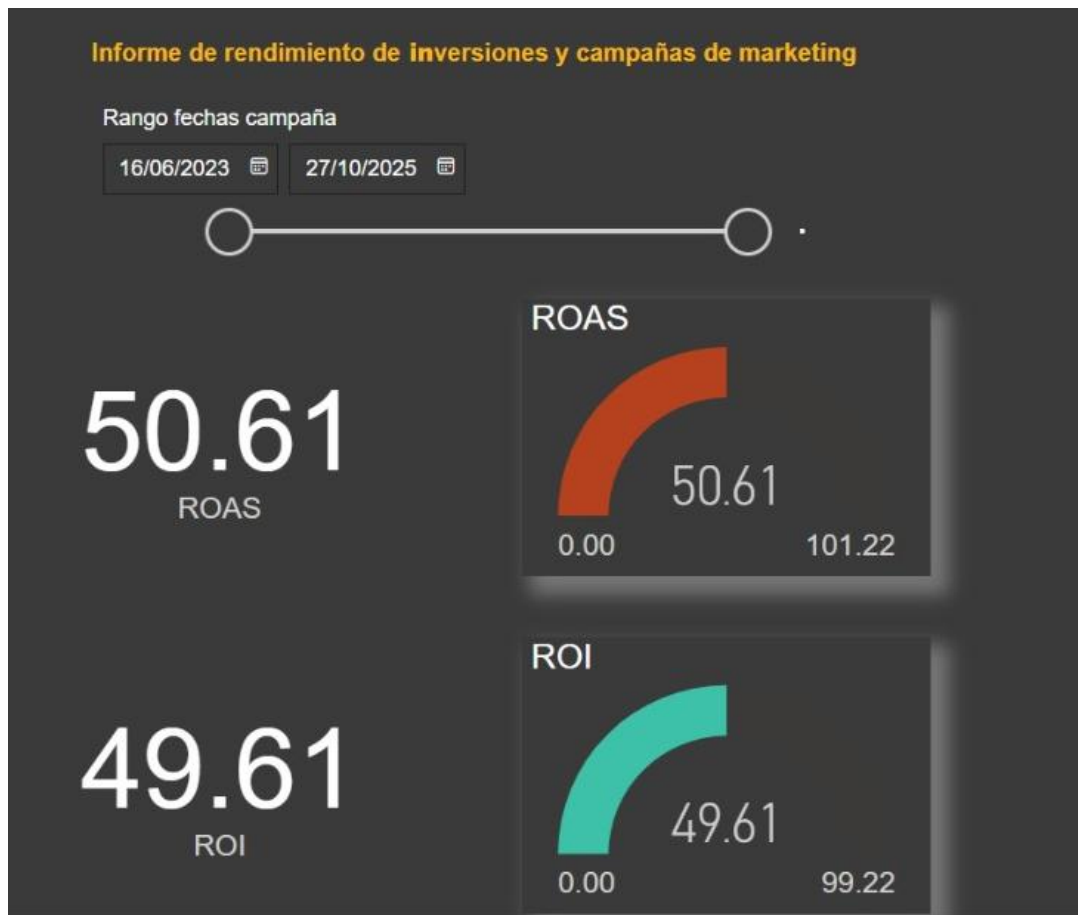 Informe de rendimiento de inversiones y campañas de marketing
Rango fechas campaña
16/06/2023 27/10/2025
50.61
ROAS
ROAS
50.61
0.00 101.22
49.61
ROI
ROI
49.61
0.00 99.22